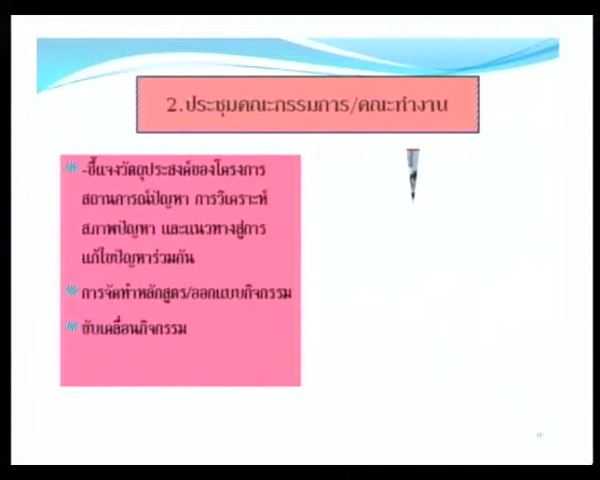 2.ประชุมคณะกรรมการ/คณะทำงาน
-ชี้แจงวัตถุประสงค์ของโครงการ
สถานการณ์ปัญหา การวิเคราะห์
สภาพปัญหา และแนวทางสู่การ
แก้ไขปัญหาร่วมกัน
การจัดทำหลักสูตร/ออกแบบกิจกรรม
ขับเคลื่อนกิจกรรม